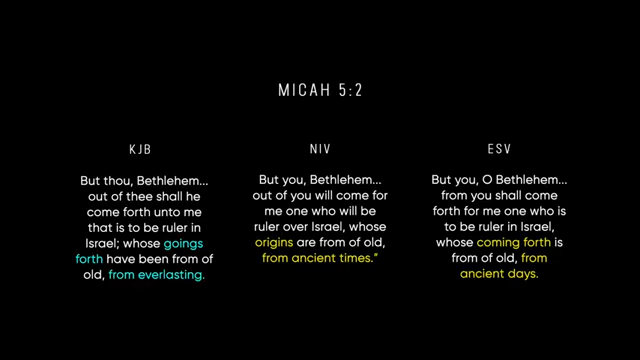 MICAH 5:2
KJB
But thou, Bethlehem...
out of thee shall he
come forth unto me
that is to be ruler in
Israel; whose goings
forth have been from of
old, from everlasting.
NIV
But you, Bethlehem...
out of you will come for
me one who will be
ruler over Israel, whose
origins are from of old,
from ancient times.”
ESV
But you, O Bethlehem...
from you shall come
forth for me one who is
to be ruler in Israel,
whose coming forth is
from of old, from
ancient days.